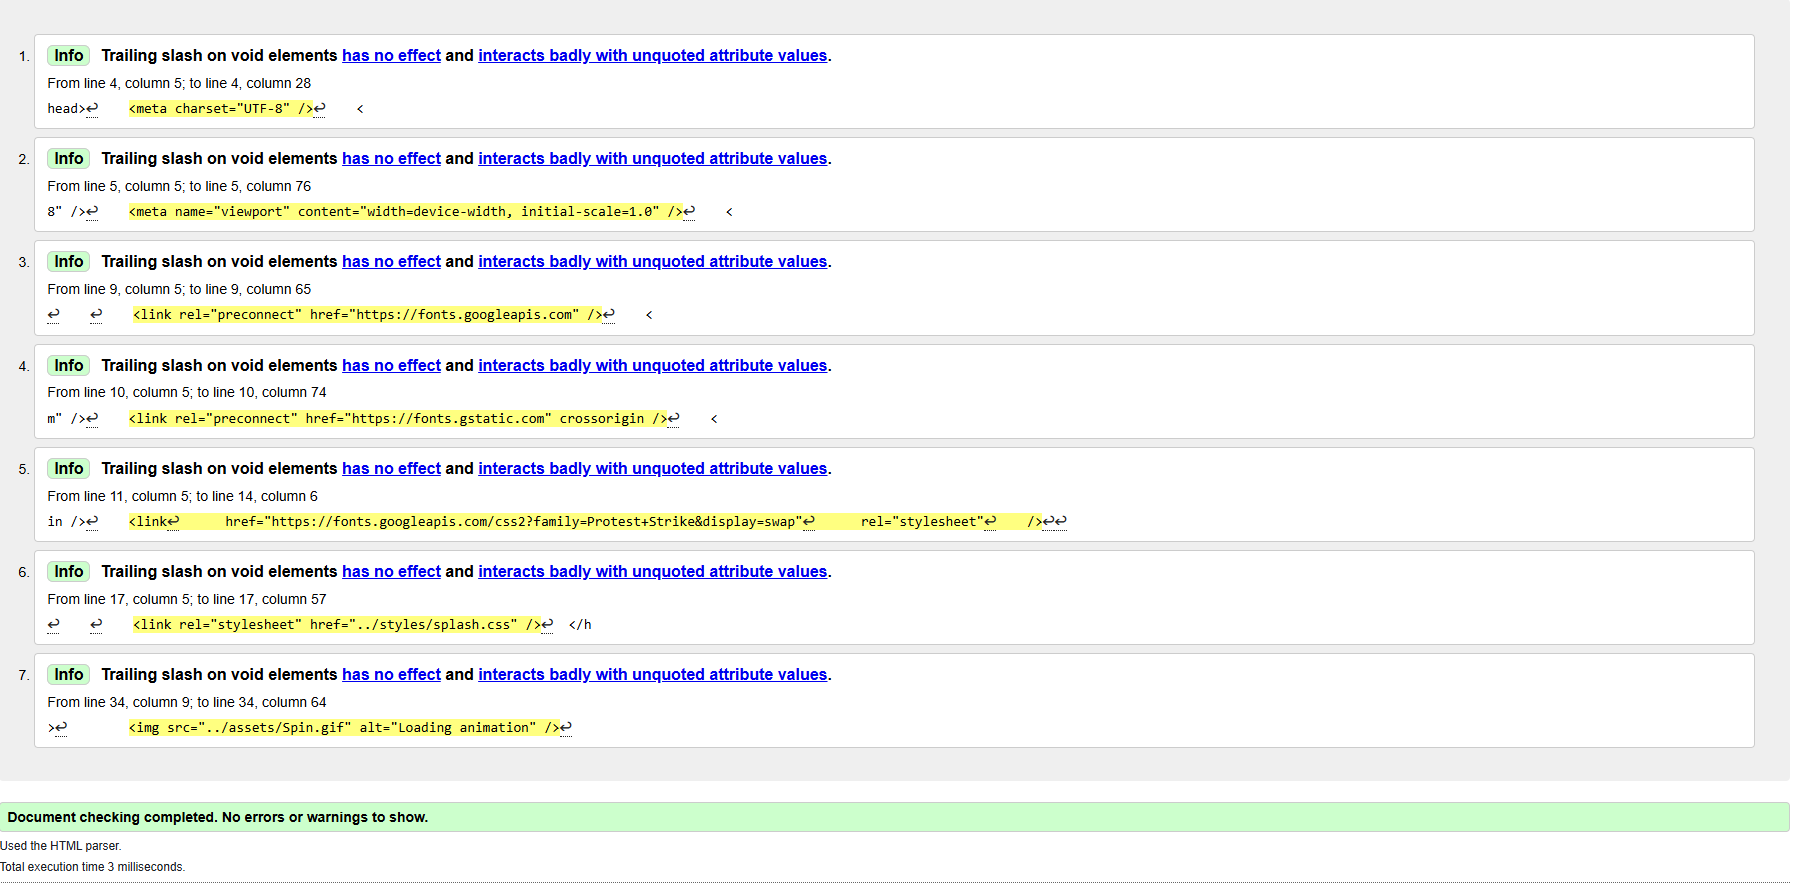 1. Info Trailing slash on void elements has no effect and interacts badly with unquoted attribute values.
From line 4, column 5; to line 4, column 28
head>↩    <meta charset="UTF-8" />↩    <
2. Info Trailing slash on void elements has no effect and interacts badly with unquoted attribute values.
From line 5, column 5; to line 5, column 76
8" />↩    <meta name="viewport" content="width=device-width, initial-scale=1.0" />↩    <
3. Info Trailing slash on void elements has no effect and interacts badly with unquoted attribute values.
From line 9, column 5; to line 9, column 65
↩    ↩    <link rel="preconnect" href="https://fonts.googleapis.com" />↩    <
4. Info Trailing slash on void elements has no effect and interacts badly with unquoted attribute values.
From line 10, column 5; to line 10, column 74
m" />↩    <link rel="preconnect" href="https://fonts.gstatic.com" crossorigin />↩    <
5. Info Trailing slash on void elements has no effect and interacts badly with unquoted attribute values.
From line 11, column 5; to line 14, column 6
in />↩    <link↩      href="https://fonts.googleapis.com/css2?family=Protest+Strike&display=swap"↩      rel="stylesheet"↩    />↩↩
6. Info Trailing slash on void elements has no effect and interacts badly with unquoted attribute values.
From line 17, column 5; to line 17, column 57
↩    ↩    <link rel="stylesheet" href="../styles/splash.css" />↩  </h
7. Info Trailing slash on void elements has no effect and interacts badly with unquoted attribute values.
From line 34, column 9; to line 34, column 64
>↩        <img src="../assets/Spin.gif" alt="Loading animation" />↩
Document checking completed. No errors or warnings to show.
Used the HTML parser.
Total execution time 3 milliseconds.